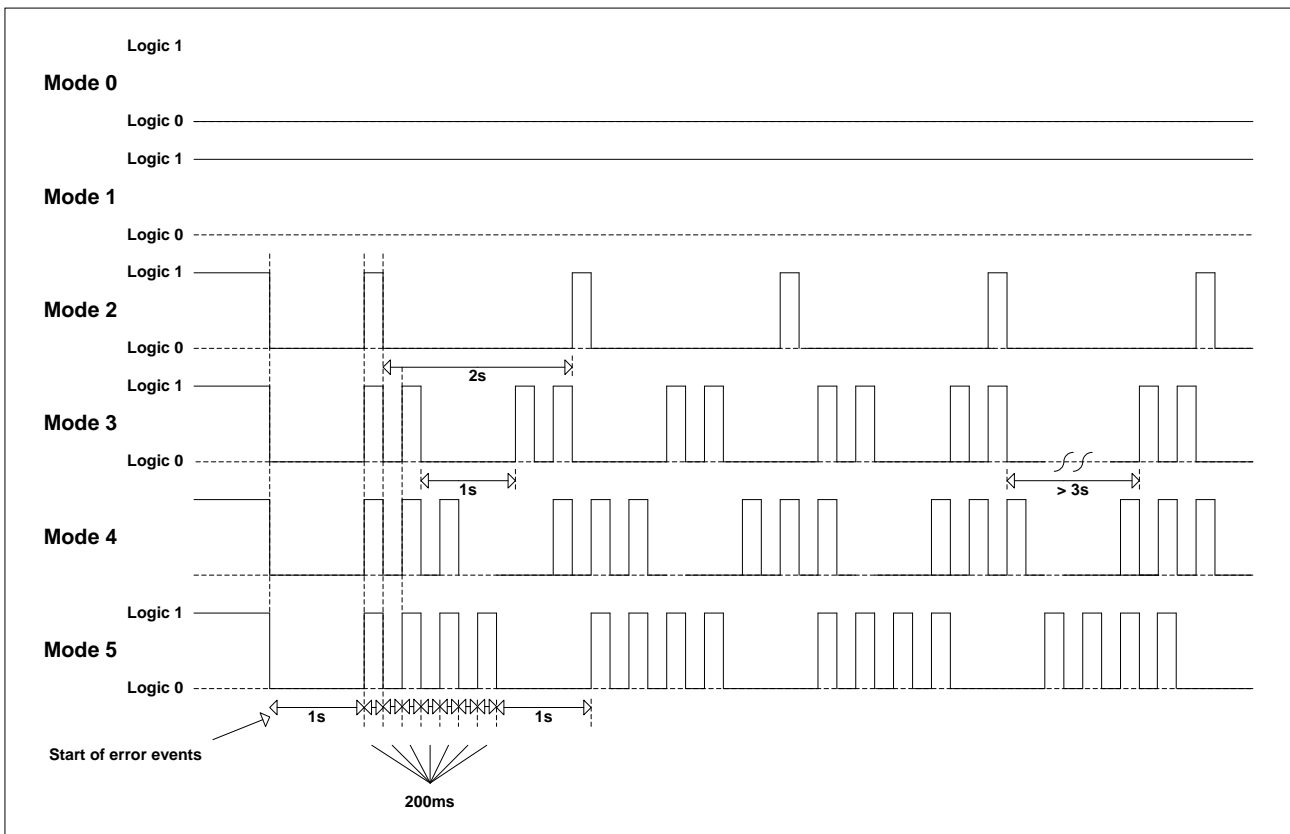 Logic 1
Mode 0
Logic 0
Logic 1
Mode 1
Logic 0
Logic 1
Mode 2
Logic 0
2s
Logic 1
Mode 3
Logic 0
1s
> 3s
Mode 4
Logic 1
Mode 5
Logic 0
1s
1s
Start of error events
200ms